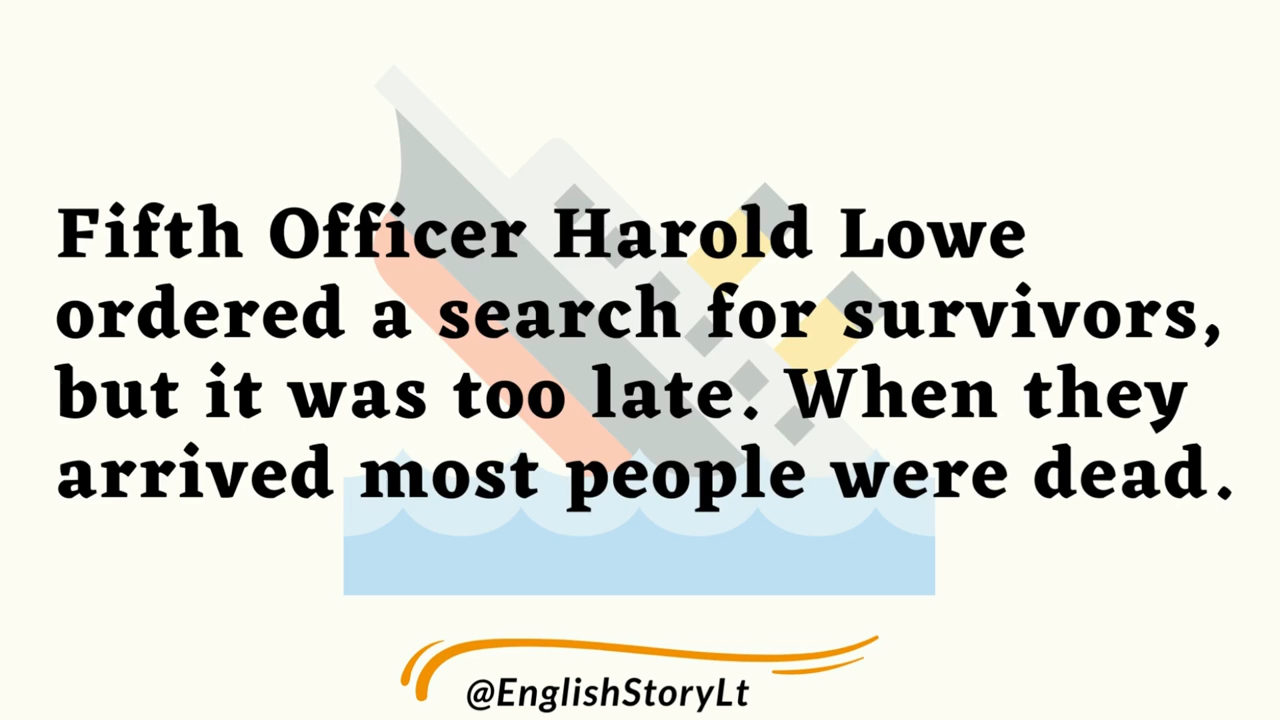 Fifth Officer Harold Lowe
ordered a search for survivors,
but it was too late. When they
arrived most people were dead.
@EnglishStoryLt